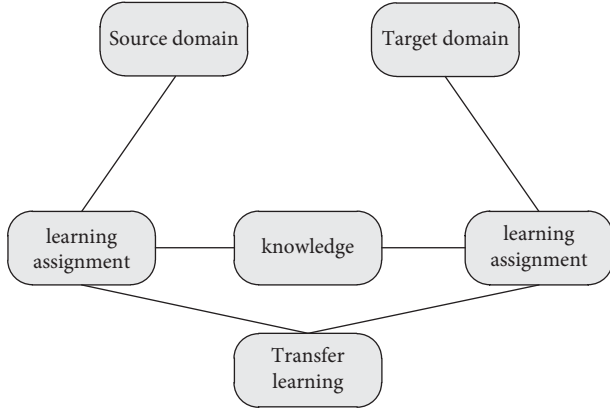 Source domain
Target domain
learning
assignment
knowledge
learning
assignment
Transfer
learning